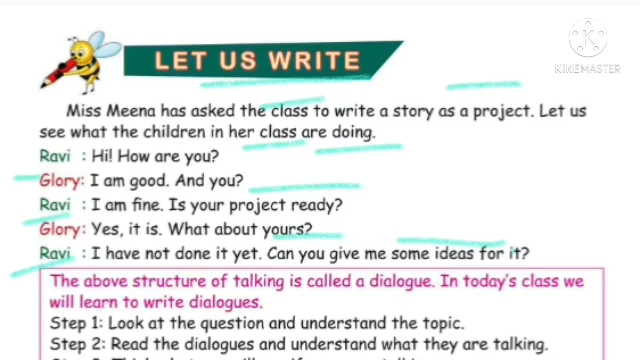 KINEMASTER
LET US WRITE
Miss Meena has asked the class to write a story as a project. Let us
see what the children in her class are doing.
Ravi : Hi! How are you?
Glory: I am good. And you?
Ravi : I am fine. Is your project ready?
Glory: Yes, it is. What about yours?
Ravi : I have not done it yet. Can you give me some ideas for it?
The above structure of talking is called a dialogue. In today's class we
will learn to write dialogues.
Step 1: Look at the question and understand the topic.
Step 2: Read the dialogues and understand what they are talking.